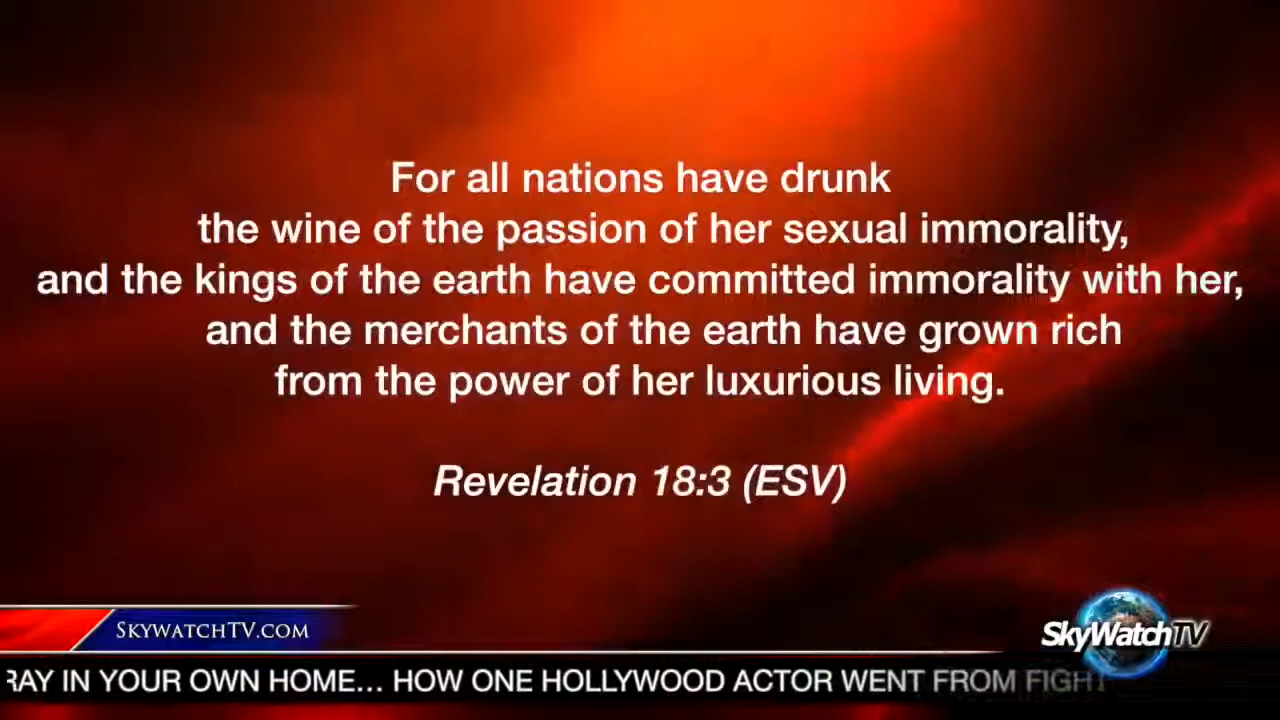 For all nations have drunk
the wine of the passion of her sexual immorality,
and the kings of the earth have committed immorality with her,
and the merchants of the earth have grown rich
from the power of her luxurious living.
Revelation 18:3 (ESV)
SKYWATCHTV.COM
SkyWatchTV
RAY IN YOUR OWN HOME... HOW ONE HOLLYWOOD ACTOR WENT FROM FIGHT